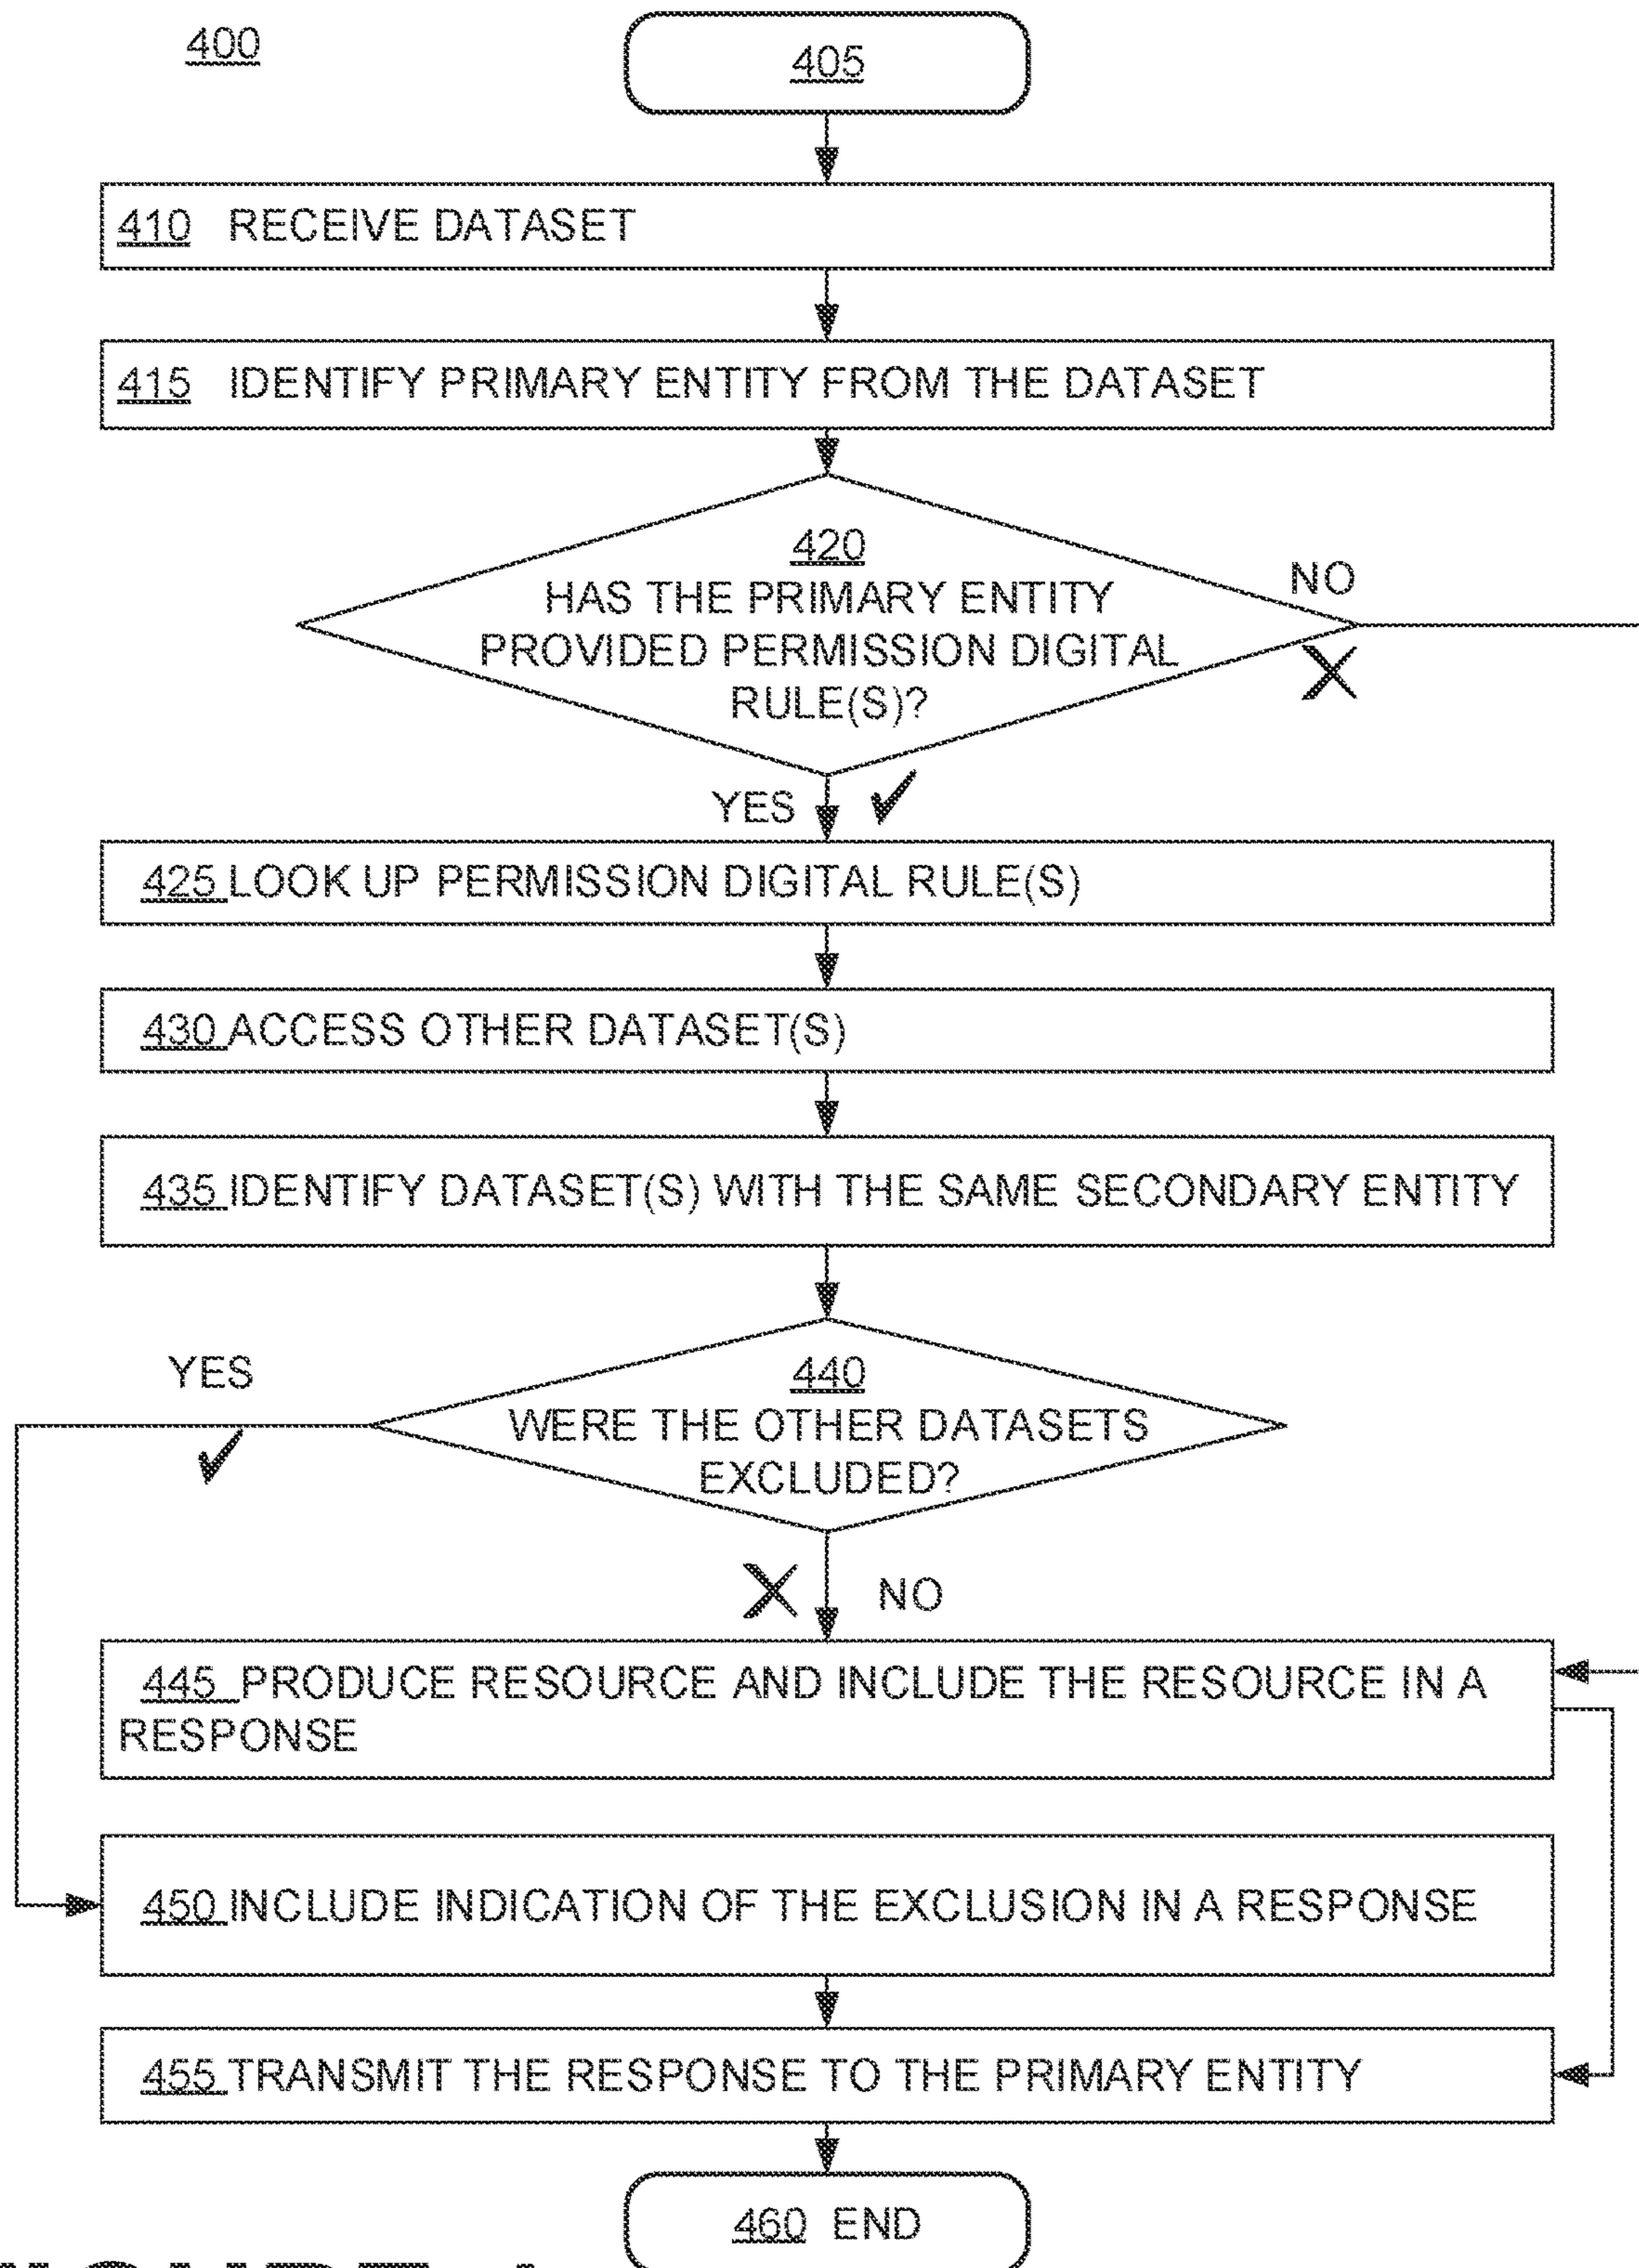 400
405
410 RECEIVE DATASET
415 IDENTIFY PRIMARY ENTITY FROM THE DATASET
420
HAS THE PRIMARY ENTITY
PROVIDED PERMISSION DIGITAL
RULE(S)?
NO
YES
425 LOOK UP PERMISSION DIGITAL RULE(S)
430 ACCESS OTHER DATASET(S)
435 IDENTIFY DATASET(S) WITH THE SAME SECONDARY ENTITY
440
WERE THE OTHER DATASETS
EXCLUDED?
YES
NO
445 PRODUCE RESOURCE AND INCLUDE THE RESOURCE IN A
RESPONSE
450 INCLUDE INDICATION OF THE EXCLUSION IN A RESPONSE
455 TRANSMIT THE RESPONSE TO THE PRIMARY ENTITY
460 END